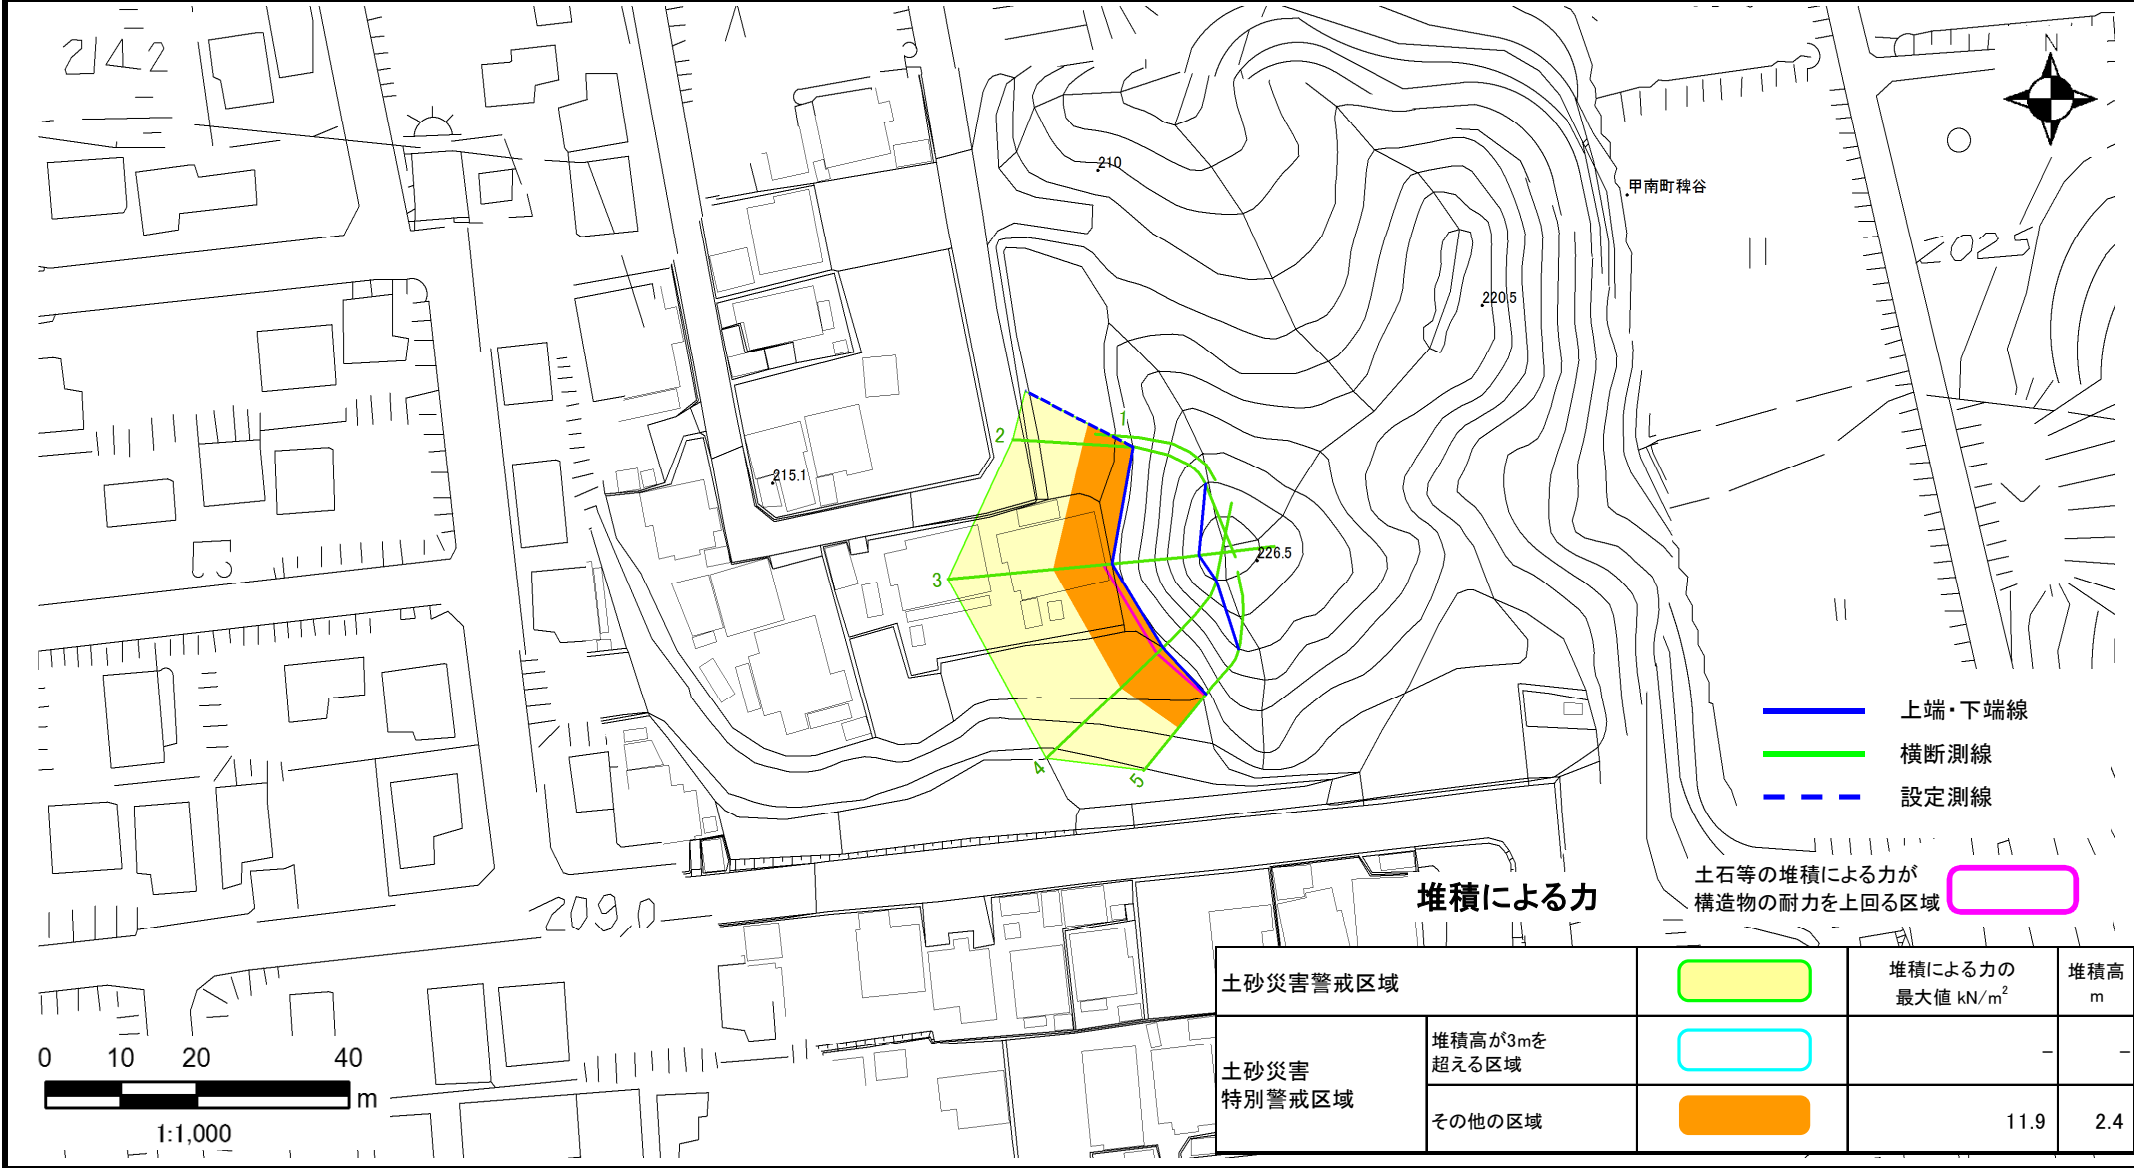 214.2
N
210
甲南町稗谷
202.5
220.5
1
2
215.1
226.5
3
4
5
上端・下端線
横断測線
設定測線
209.0
堆積による力
土石等の堆積による力が
構造物の耐力を上回る区域
土砂災害警戒区域
堆積による力の
最大値 kN/m²
堆積高
m
土砂災害
特別警戒区域
堆積高が3mを
超える区域
–
–
その他の区域
11.9
2.4
0 10 20 40
m
1:1,000